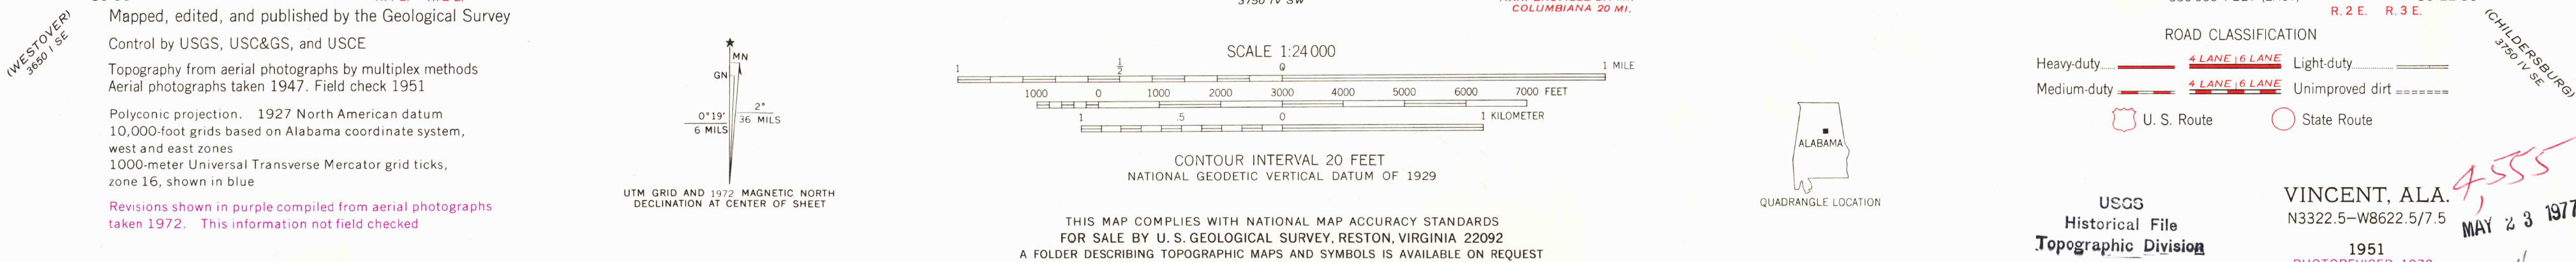 (WESTOVER)
3650 I SE
Mapped, edited, and published by the Geological Survey
Control by USGS, USC&GS, and USCE
Topography from aerial photographs by multiplex methods
Aerial photographs taken 1947. Field check 1951
Polyconic projection. 1927 North American datum
10,000-foot grids based on Alabama coordinate system,
west and east zones
1000-meter Universal Transverse Mercator grid ticks,
zone 16, shown in blue
Revisions shown in purple compiled from aerial photographs
taken 1972. This information not field checked
★
MN
GN
0°19′
6 MILS
2°
36 MILS
UTM GRID AND 1972 MAGNETIC NORTH
DECLINATION AT CENTER OF SHEET
3750 IV SW
COLUMBIANA 20 MI.
SCALE 1:24 000
1 ½ 0 1 MILE
1000 0 1000 2000 3000 4000 5000 6000 7000 FEET
1 .5 0 1 KILOMETER
CONTOUR INTERVAL 20 FEET
NATIONAL GEODETIC VERTICAL DATUM OF 1929
THIS MAP COMPLIES WITH NATIONAL MAP ACCURACY STANDARDS
FOR SALE BY U. S. GEOLOGICAL SURVEY, RESTON, VIRGINIA 22092
A FOLDER DESCRIBING TOPOGRAPHIC MAPS AND SYMBOLS IS AVAILABLE ON REQUEST
ALABAMA
QUADRANGLE LOCATION
R. 2 E. R. 3 E.
(CHILDERSBURG)
3750 IV SE
ROAD CLASSIFICATION
Heavy-duty 4 LANE 6 LANE Light-duty
Medium-duty 4 LANE 6 LANE Unimproved dirt
U. S. Route State Route
USGS
Historical File
Topographic Division
VINCENT, ALA.
N3322.5—W8622.5/7.5
1951
4555
MAY 23 1977